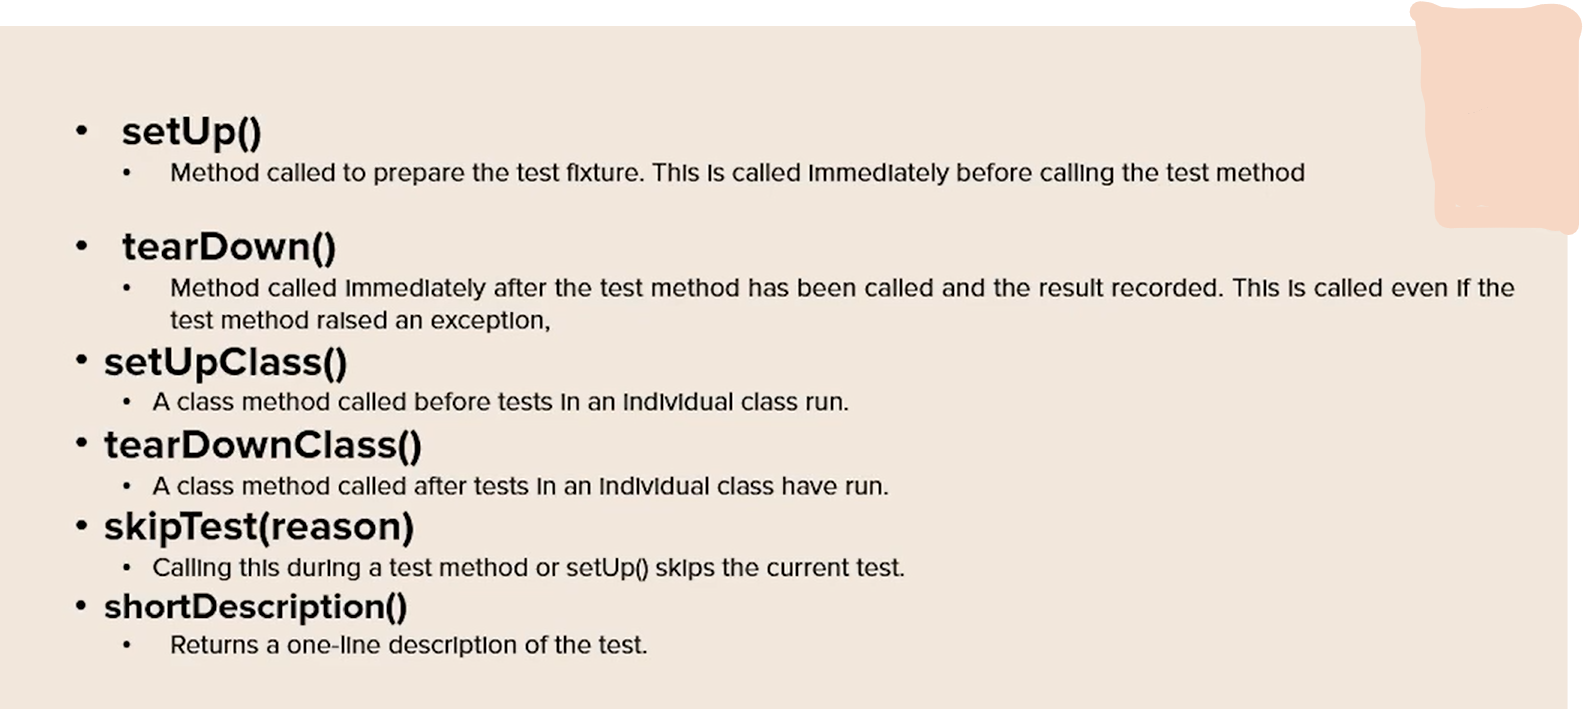 • setUp()
• Method called to prepare the test fixture. This is called immediately before calling the test method
• tearDown()
• Method called immediately after the test method has been called and the result recorded. This is called even if the
test method raised an exception,
• setUpClass()
• A class method called before tests in an individual class run.
• tearDownClass()
• A class method called after tests in an individual class have run.
• skipTest(reason)
• Calling this during a test method or setUp() skips the current test.
• shortDescription()
• Returns a one-line description of the test.